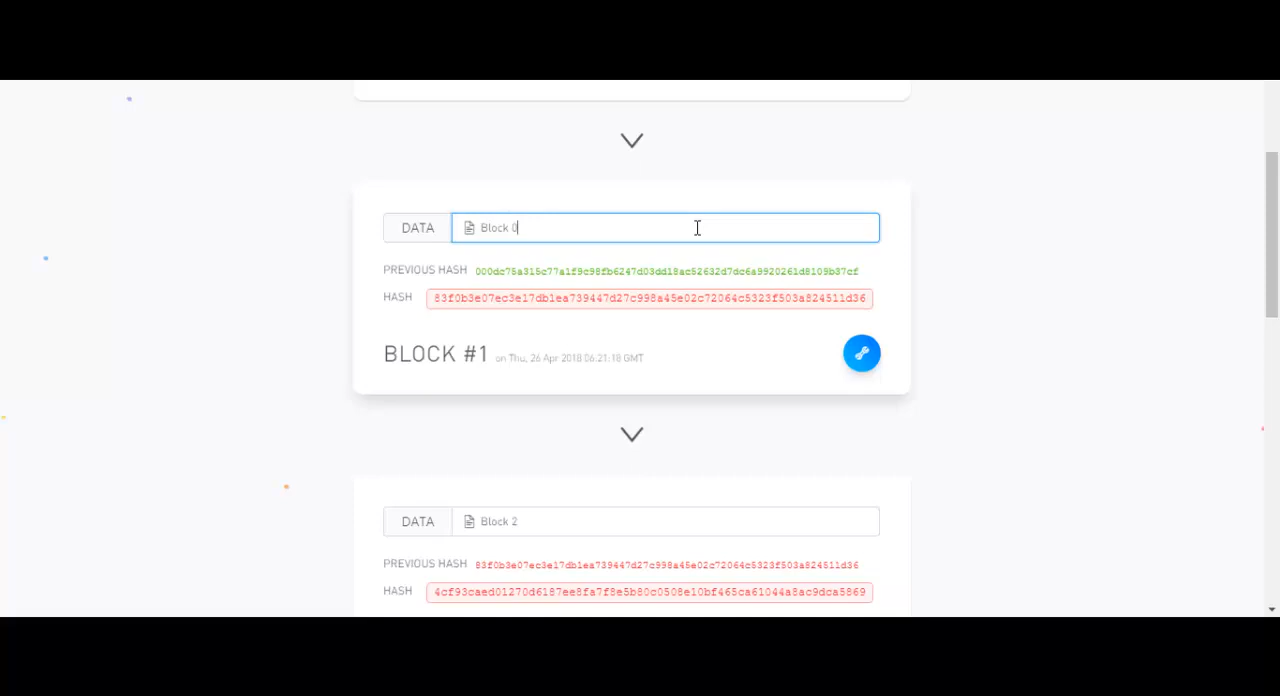 DATA Block 0
PREVIOUS HASH 000dc75a315c77a1f9c98fb6247d03dd18ac52632d7dc6a9920261d8109b37cf
HASH 83f0b3e07ec3e17db1ea739447d27c998a45e02c72064c5323f503a824511d36
BLOCK #1 on Thu, 26 Apr 2018 06:21:18 GMT
DATA Block 2
PREVIOUS HASH 83f0b3e07ec3e17db1ea739447d27c998a45e02c72064c5323f503a824511d36
HASH 4cf93caed01270d6187ee8fa7f8e5b80c0508e10bf465ca61044a8ac9dca5869